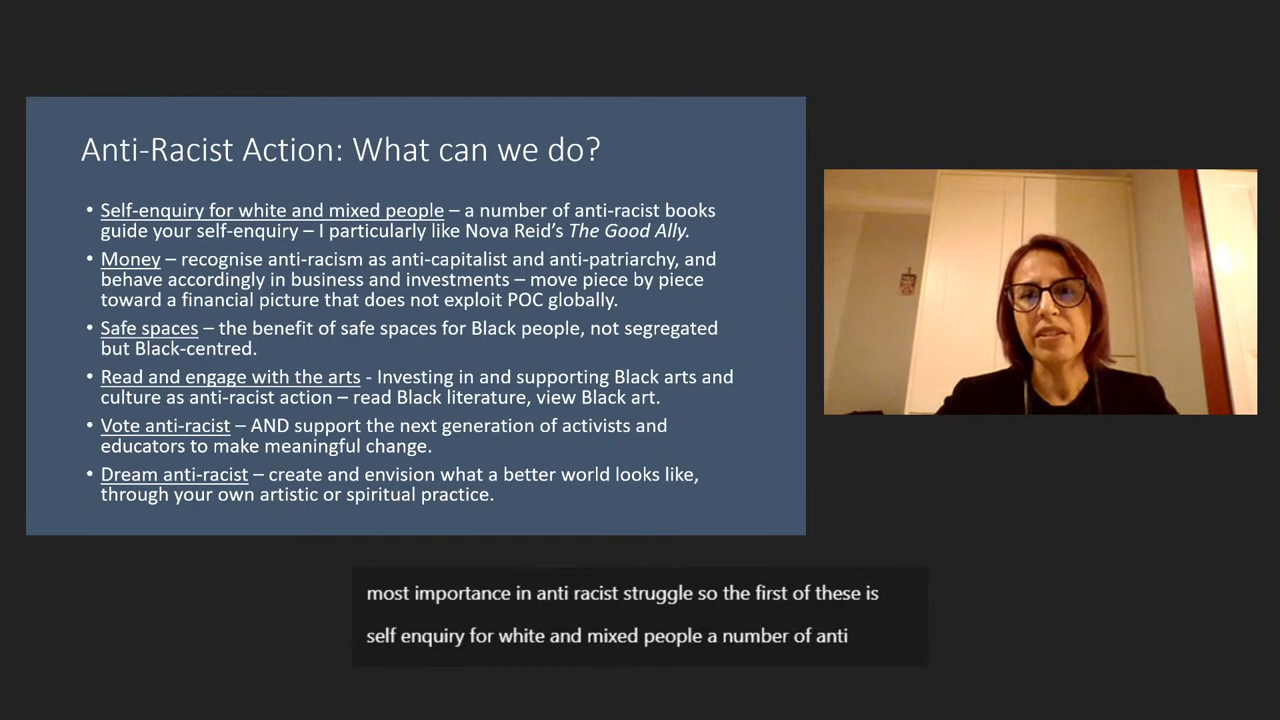 Anti-Racist Action: What can we do?
• Self-enquiry for white and mixed people – a number of anti-racist books
guide your self-enquiry – I particularly like Nova Reid's The Good Ally.
• Money – recognise anti-racism as anti-capitalist and anti-patriarchy, and
behave accordingly in business and investments – move piece by piece
toward a financial picture that does not exploit POC globally.
• Safe spaces – the benefit of safe spaces for Black people, not segregated
but Black-centred.
• Read and engage with the arts - Investing in and supporting Black arts and
culture as anti-racist action – read Black literature, view Black art.
• Vote anti-racist – AND support the next generation of activists and
educators to make meaningful change.
• Dream anti-racist – create and envision what a better world looks like,
through your own artistic or spiritual practice.
most importance in anti racist struggle so the first of these is
self enquiry for white and mixed people a number of anti